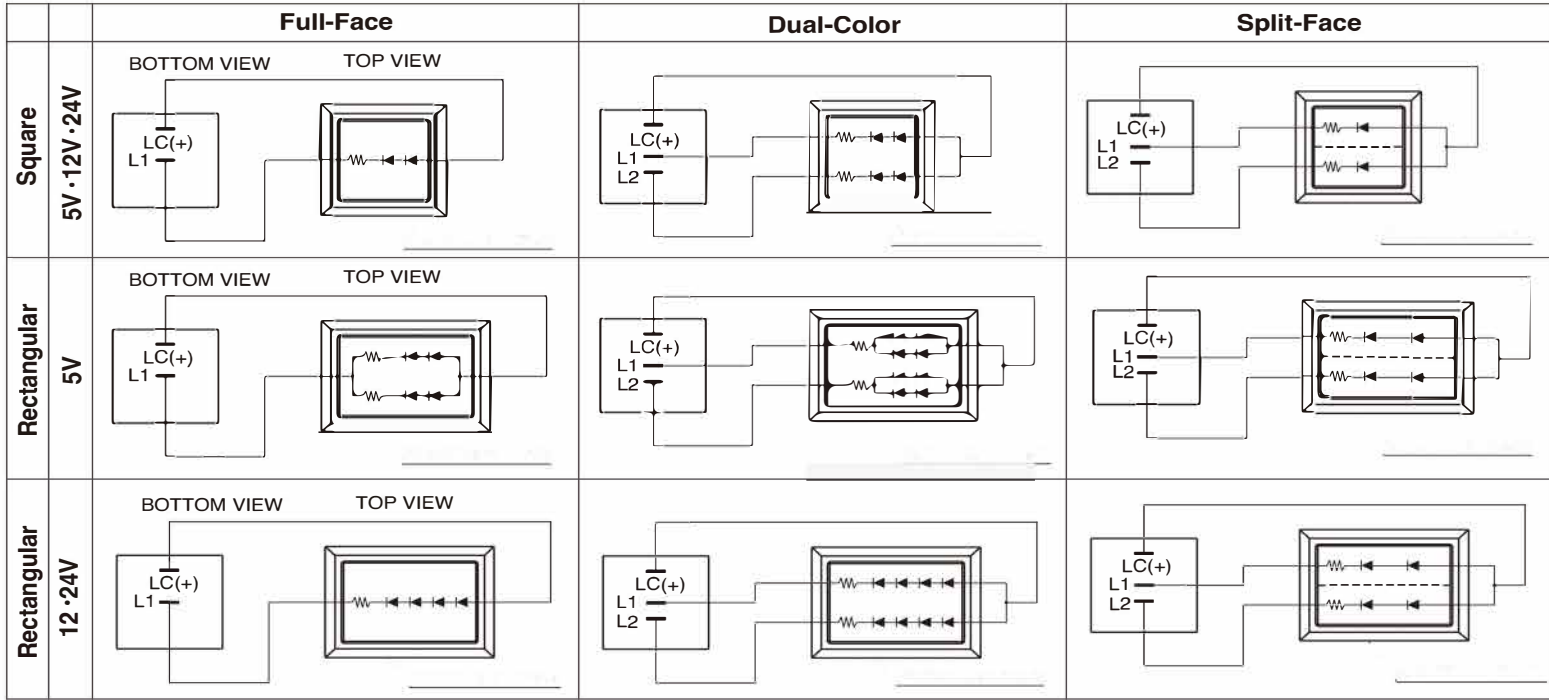 Full-Face
Dual-Color
Split-Face
Square
5V·12V·24V
BOTTOM VIEW
TOP VIEW
LC(+)
L1
LC(+)
L1
L2
LC(+)
L1
L2
Rectangular
5V
BOTTOM VIEW
TOP VIEW
LC(+)
L1
LC(+)
L1
L2
LC(+)
L1
L2
Rectangular
12·24V
BOTTOM VIEW
TOP VIEW
LC(+)
L1
LC(+)
L1
L2
LC(+)
L1
L2